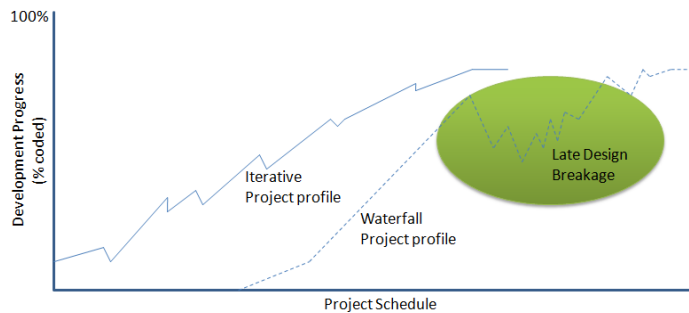 100%
Development Progress
(% coded)
Iterative
Project profile
Waterfall
Project profile
Late Design
Breakage
Project Schedule